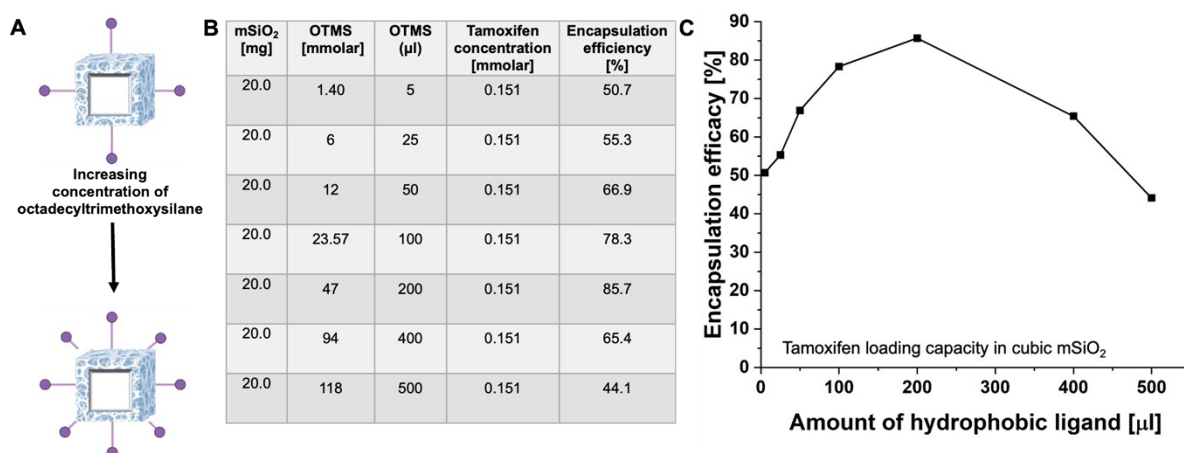 A
Increasing
concentration of
octadecyltrimethoxysilane
B
mSiO₂ [mg] OTMS [mmolar] OTMS (µl) Tamoxifen concentration [mmolar] Encapsulation efficiency [%]
20.0 1.40 5 0.151 50.7
20.0 6 25 0.151 55.3
20.0 12 50 0.151 66.9
20.0 23.57 100 0.151 78.3
20.0 47 200 0.151 85.7
20.0 94 400 0.151 65.4
20.0 118 500 0.151 44.1
C
Encapsulation efficacy [%]
90
80
70
60
50
40
30
20
10
0
Tamoxifen loading capacity in cubic mSiO₂
0 100 200 300 400 500
Amount of hydrophobic ligand [µl]